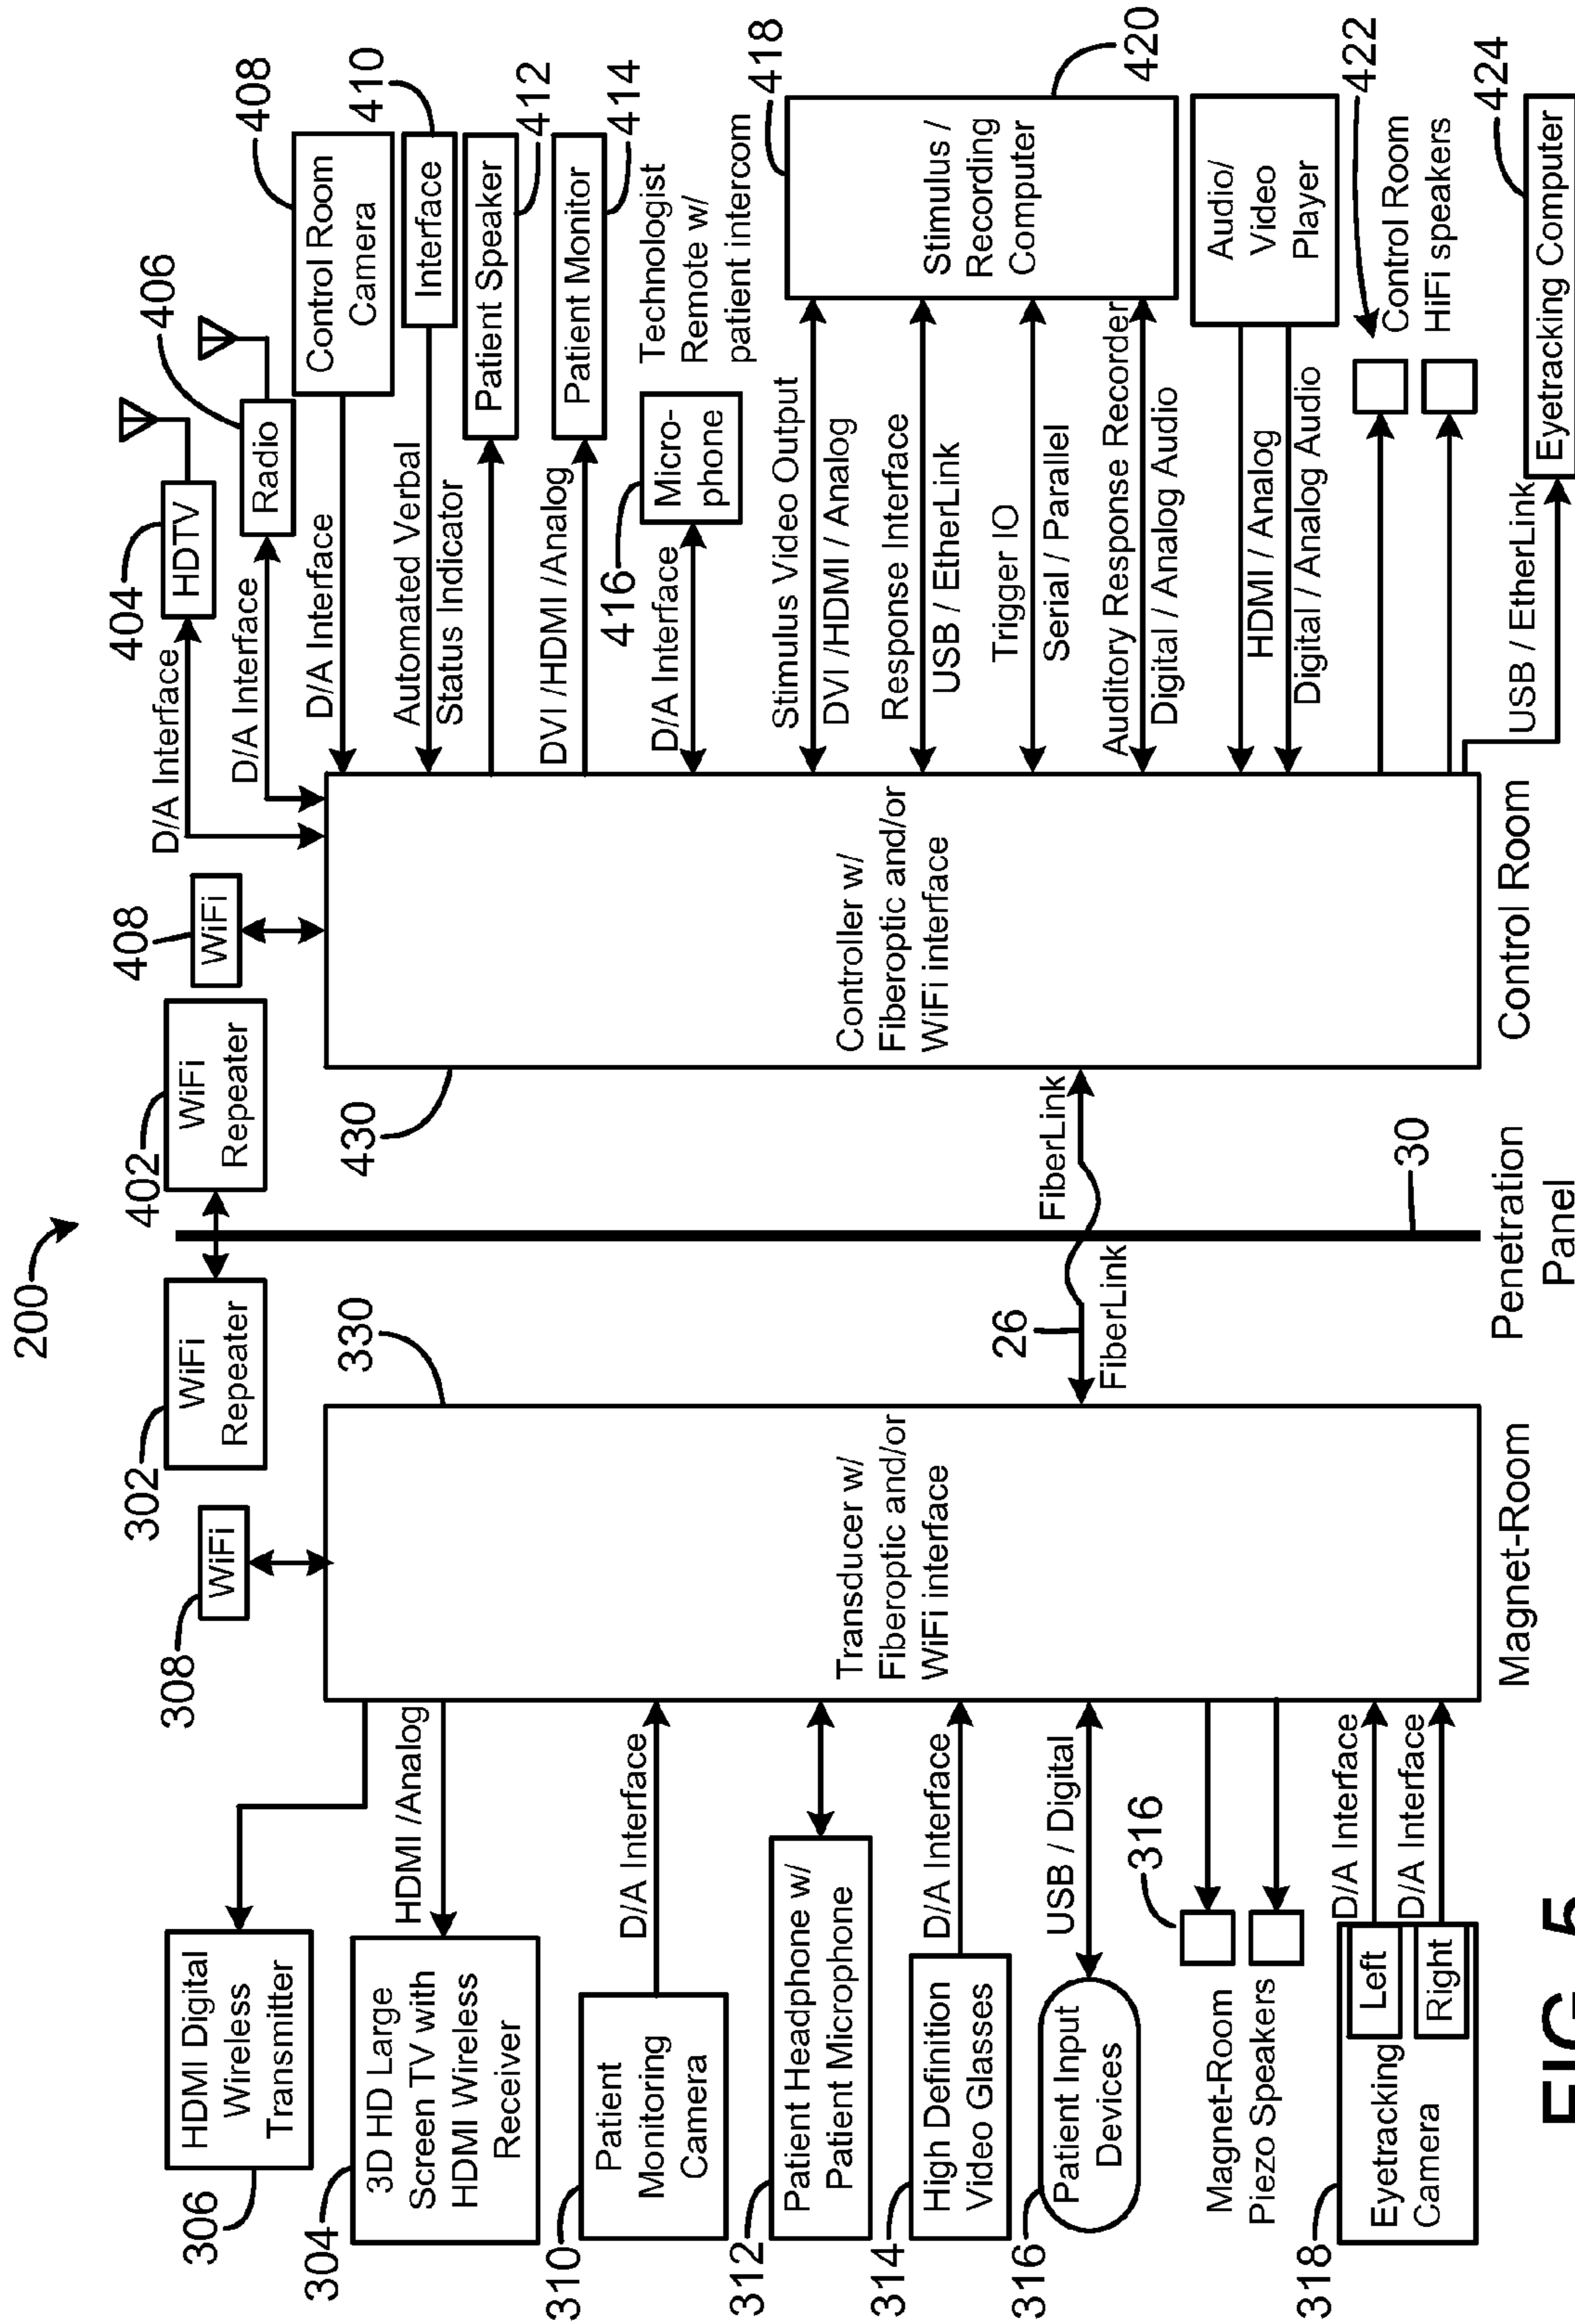 200
306
HDMI Digital
Wireless
Transmitter
304
3D HD Large
Screen TV with
HDMI Wireless
Receiver
HDMI /Analog
310
Patient
Monitoring
Camera
D/A Interface
312
Patient Headphone w/
Patient Microphone
314
High Definition
Video Glasses
D/A Interface
316
Patient Input
Devices
USB / Digital
316
Magnet-Room
Piezo Speakers
318
Eyetracking
Camera
Left
Right
D/A Interface
D/A Interface
308
WiFi
302
WiFi
Repeater
330
Transducer w/
Fiberoptic and/or
WiFi interface
Magnet-Room
26
FiberLink
FiberLink
30
Penetration
Panel
402
WiFi
Repeater
408
WiFi
430
Controller w/
Fiberoptic and/or
WiFi interface
Control Room
D/A Interface
404
HDTV
D/A Interface
406
Radio
D/A Interface
408
Control Room
Camera
Automated Verbal
Status Indicator
410
Interface
Patient Speaker
412
DVI /HDMI /Analog
Patient Monitor
414
416
D/A Interface
Micro-
phone
Technologist
Remote w/
patient intercom
Stimulus Video Output
DVI /HDMI / Analog
Response Interface
USB / EtherLink
Trigger IO
Serial / Parallel
Auditory Response Recorder
Digital / Analog Audio
418
Stimulus /
Recording
Computer
420
HDMI / Analog
Digital / Analog Audio
Audio/
Video
Player
422
Control Room
HiFi speakers
USB / EtherLink
424
Eyetracking Computer
FIG. 5